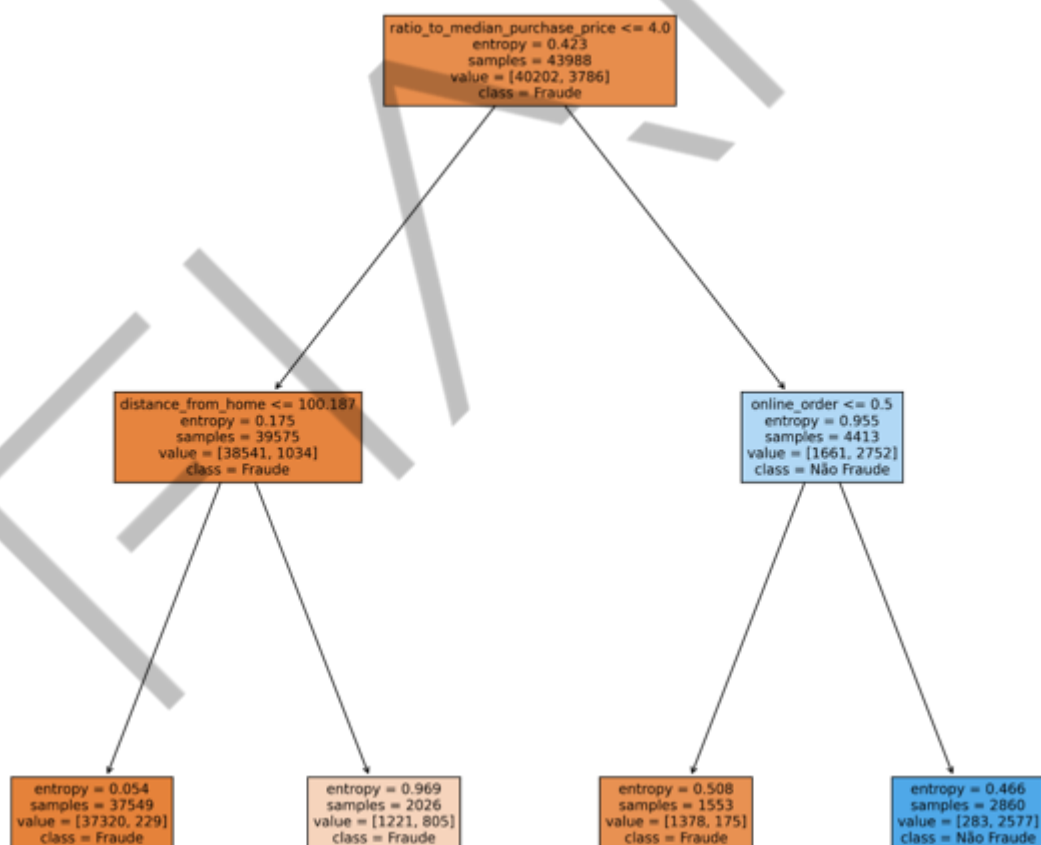 ratio_to_median_purchase_price <= 4.0
entropy = 0.423
samples = 43988
value = [40202, 3786]
class = Fraude
distance_from_home <= 100.187
entropy = 0.175
samples = 39575
value = [38541, 1034]
class = Fraude
online_order <= 0.5
entropy = 0.955
samples = 4413
value = [1661, 2752]
class = Não Fraude
entropy = 0.054
samples = 37549
value = [37320, 229]
class = Fraude
entropy = 0.969
samples = 2026
value = [1221, 805]
class = Fraude
entropy = 0.508
samples = 1553
value = [1378, 175]
class = Fraude
entropy = 0.466
samples = 2860
value = [283, 2577]
class = Não Fraude